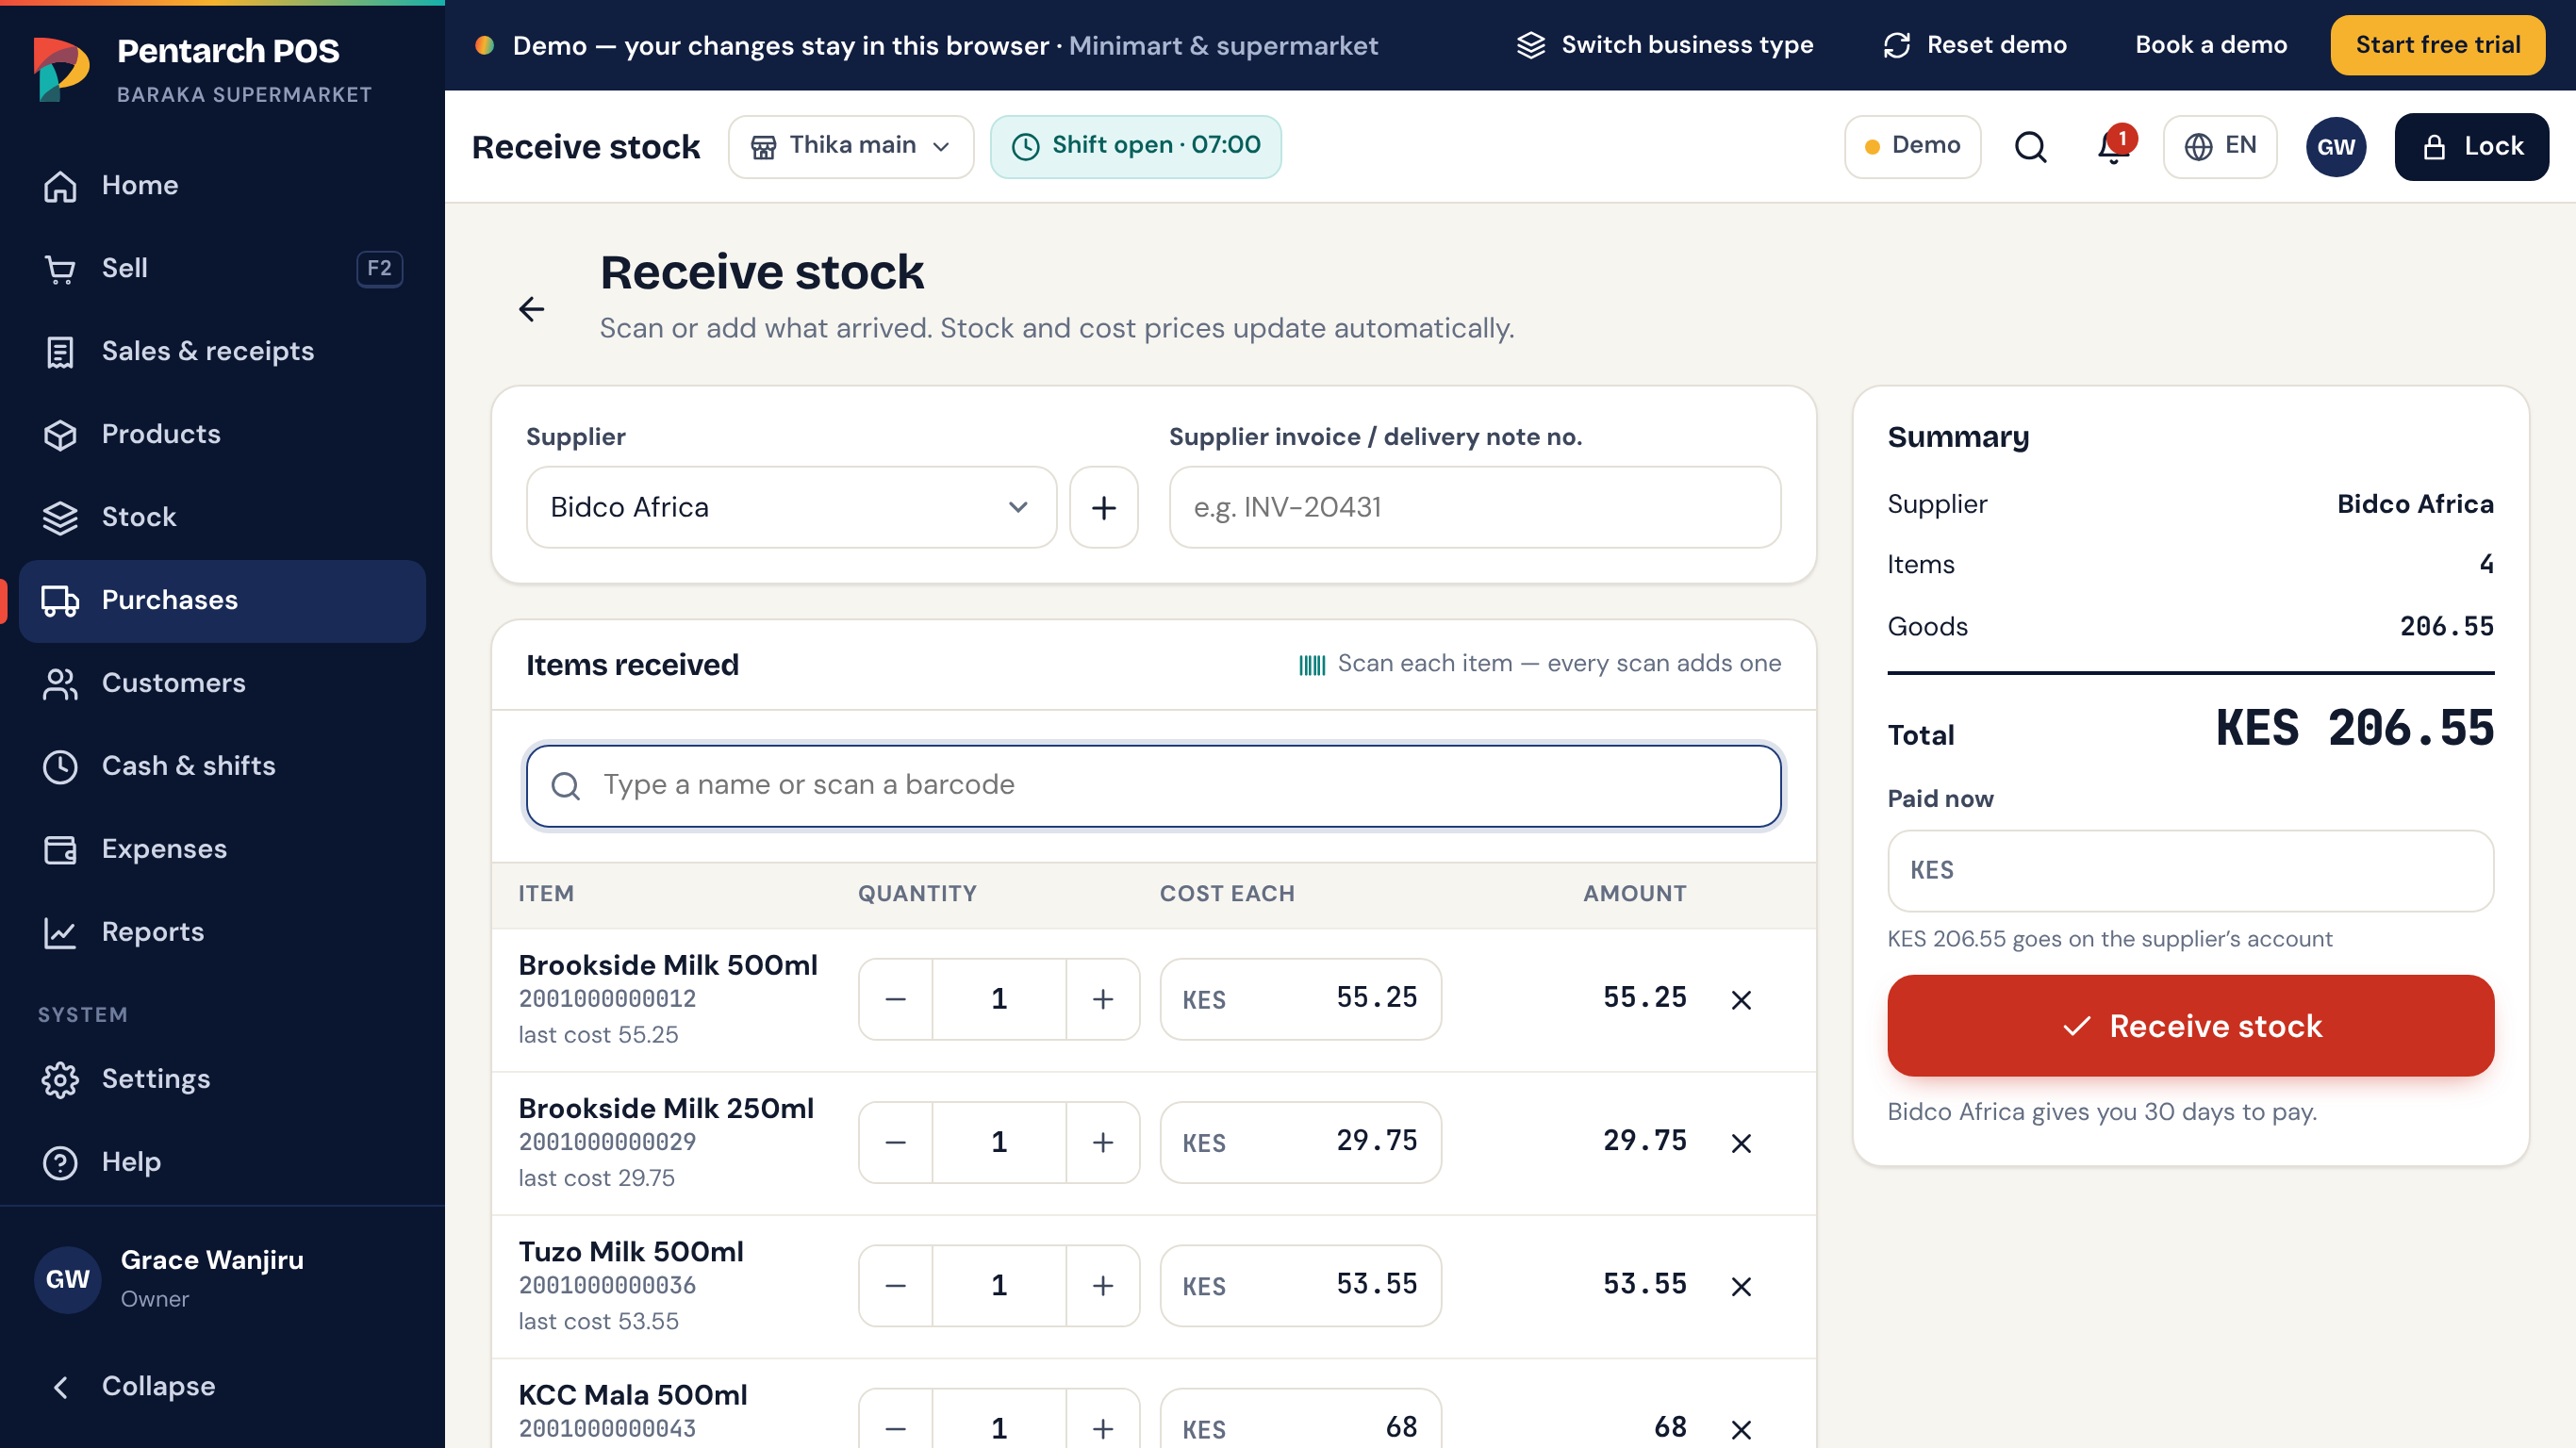 Pentarch POS
BARAKA SUPERMARKET
Home
Sell F2
Sales & receipts
Products
Stock
Purchases
Customers
Cash & shifts
Expenses
Reports
SYSTEM
Settings
Help
GW Grace Wanjiru
Owner
Collapse
Demo — your changes stay in this browser · Minimart & supermarket
Switch business type
Reset demo
Book a demo
Start free trial
Receive stock
Thika main
Shift open · 07:00
Demo
1
EN
GW
Lock
Receive stock
Scan or add what arrived. Stock and cost prices update automatically.
Supplier
Bidco Africa
Supplier invoice / delivery note no.
e.g. INV-20431
Items received
Scan each item — every scan adds one
Type a name or scan a barcode
ITEM QUANTITY COST EACH AMOUNT
Brookside Milk 500ml
2001000000012
last cost 55.25
1 KES 55.25 55.25
Brookside Milk 250ml
2001000000029
last cost 29.75
1 KES 29.75 29.75
Tuzo Milk 500ml
2001000000036
last cost 53.55
1 KES 53.55 53.55
KCC Mala 500ml
2001000000043
1 KES 68 68
Summary
Supplier Bidco Africa
Items 4
Goods 206.55
Total KES 206.55
Paid now
KES
KES 206.55 goes on the supplier’s account
Receive stock
Bidco Africa gives you 30 days to pay.